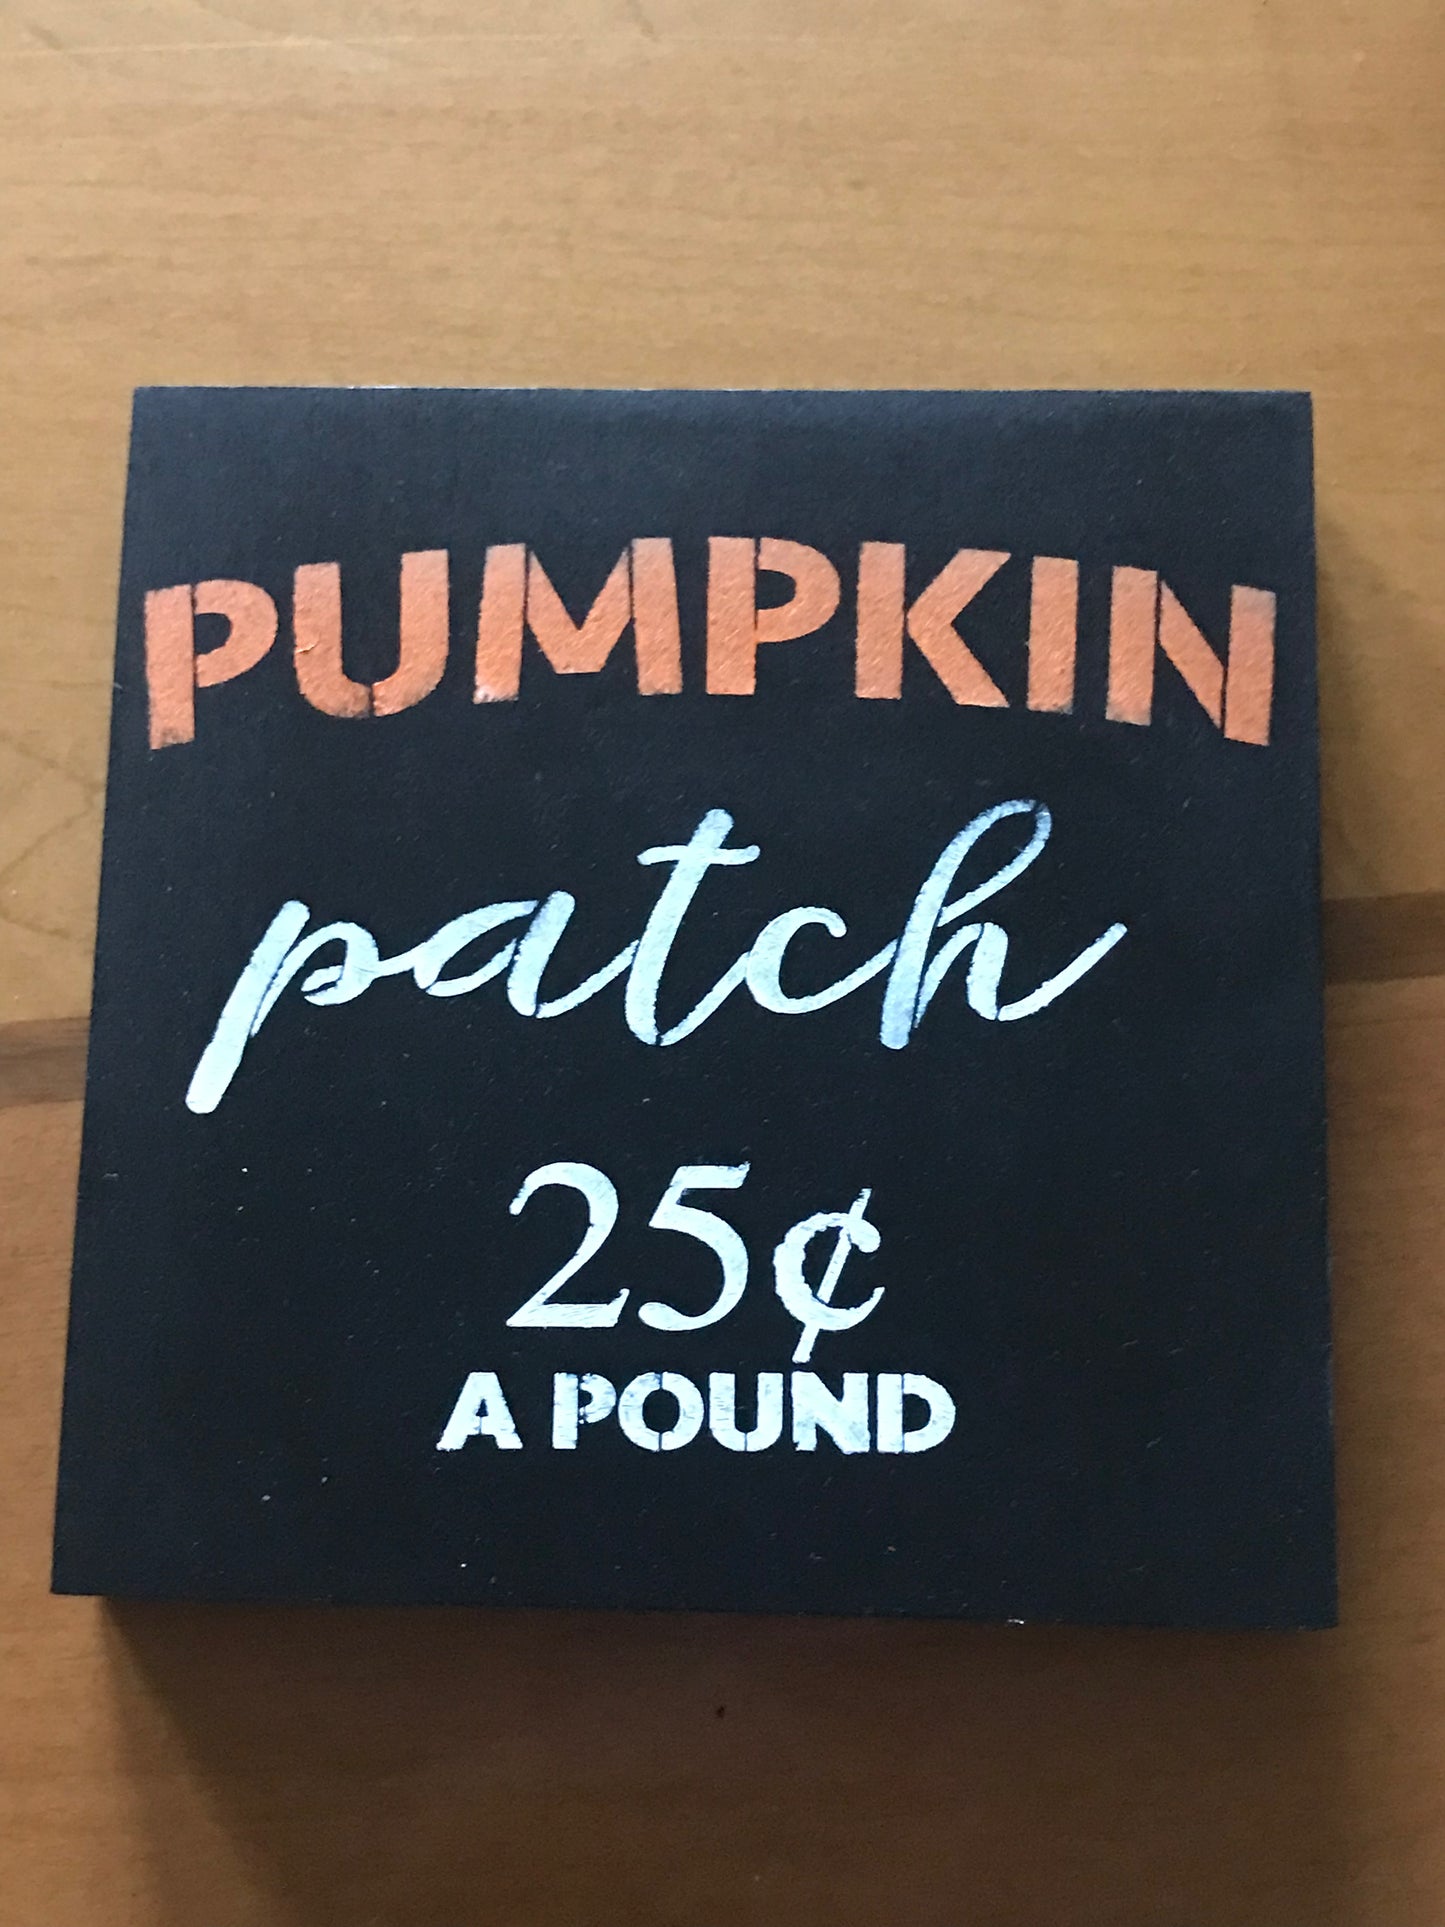 PUMPKIN
patch
25¢
A POUND